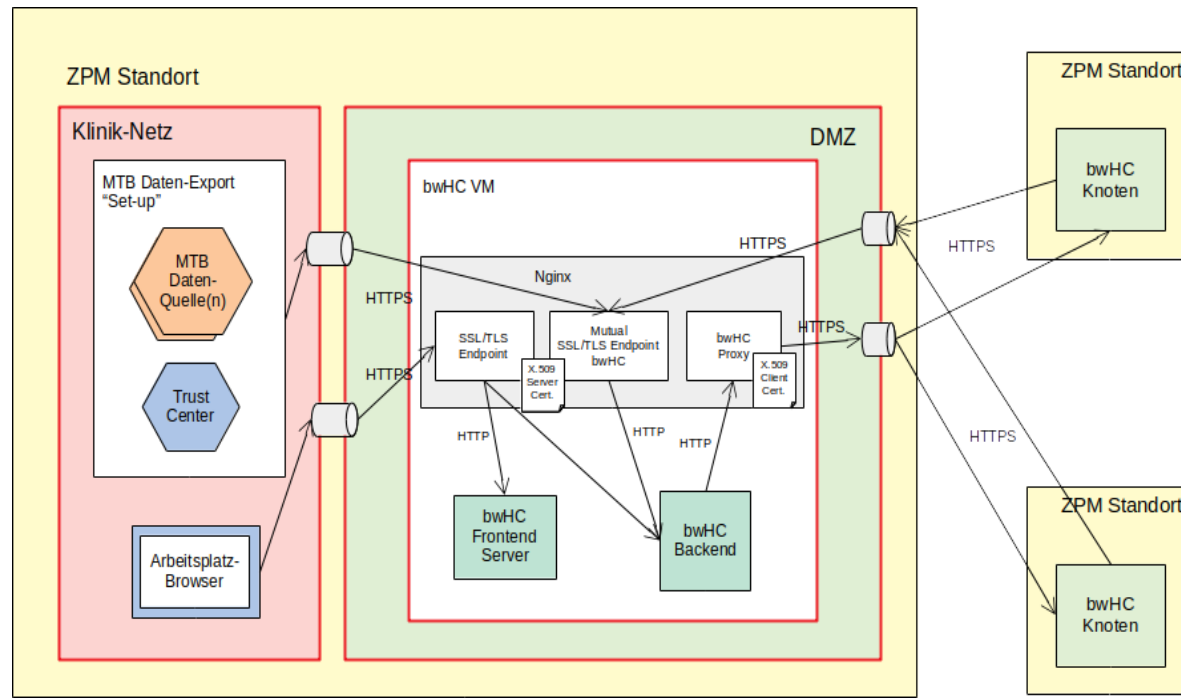 ZPM Standort
Klinik-Netz
MTB Daten-Export
“Set-up”
MTB
Daten-
Quelle(n)
Trust
Center
Arbeitsplatz-
Browser
DMZ
bwHC VM
Nginx
HTTPS
HTTPS
HTTPS
HTTPS
SSL/TLS
Endpoint
X.509
Server
Cert.
Mutual
SSL/TLS Endpoint
bwHC
bwHC
Proxy
X.509
Client
Cert.
HTTP
HTTP
HTTP
bwHC
Frontend
Server
bwHC
Backend
HTTPS
HTTPS
ZPM Standort
bwHC
Knoten
ZPM Standort
bwHC
Knoten